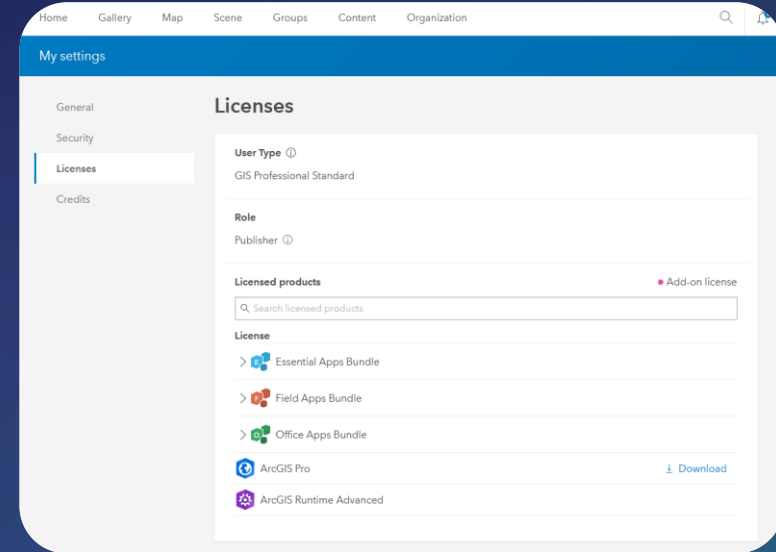 Home Gallery Map Scene Groups Content Organization
My settings
General
Security
Licenses
Credits
Licenses
User Type
GIS Professional Standard
Role
Publisher
Licensed products
Add-on license
Search licensed products
License
E Essential Apps Bundle
F Field Apps Bundle
O Office Apps Bundle
ArcGIS Pro
Download
ArcGIS Runtime Advanced